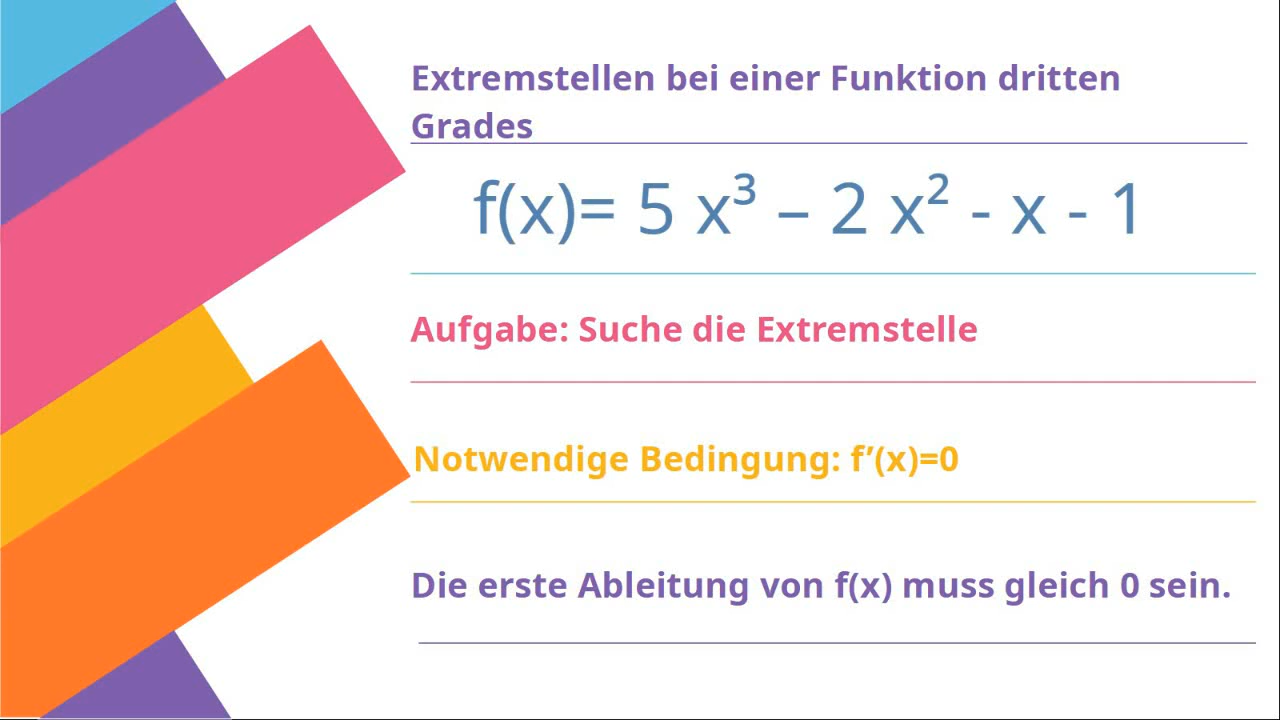 Extremstellen bei einer Funktion dritten
Grades
f(x)= 5 x³ – 2 x² - x - 1
Aufgabe: Suche die Extremstelle
Notwendige Bedingung: f’(x)=0
Die erste Ableitung von f(x) muss gleich 0 sein.